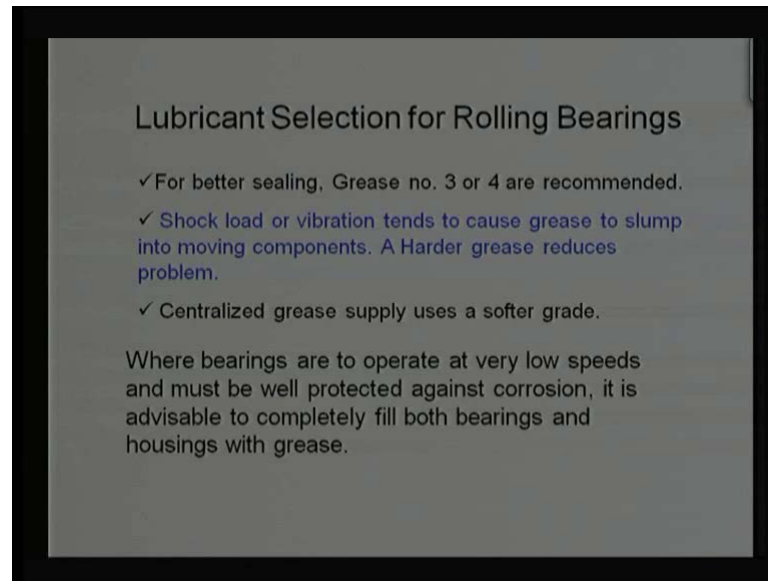 Lubricant Selection for Rolling Bearings
✓For better sealing, Grease no. 3 or 4 are recommended.
✓ Shock load or vibration tends to cause grease to slump
into moving components. A Harder grease reduces
problem.
✓ Centralized grease supply uses a softer grade.
Where bearings are to operate at very low speeds
and must be well protected against corrosion, it is
advisable to completely fill both bearings and
housings with grease.